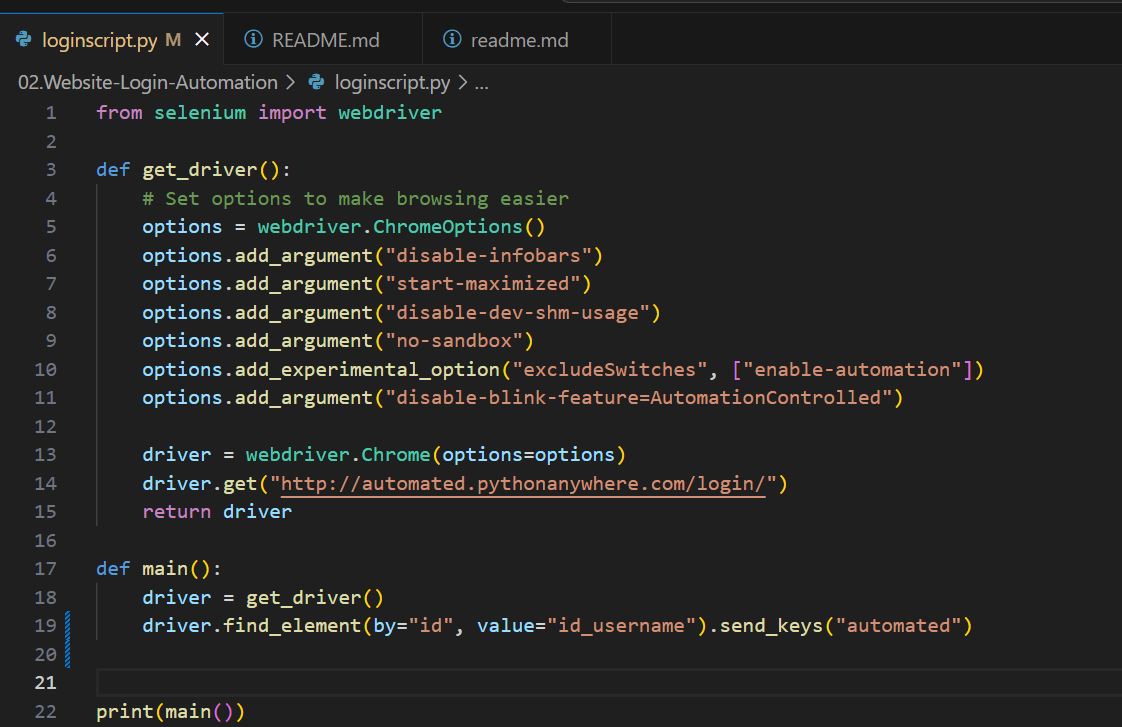 loginscript.py M README.md readme.md
02.Website-Login-Automation > loginscript.py > ...
1 from selenium import webdriver
2
3 def get_driver():
4     # Set options to make browsing easier
5     options = webdriver.ChromeOptions()
6     options.add_argument("disable-infobars")
7     options.add_argument("start-maximized")
8     options.add_argument("disable-dev-shm-usage")
9     options.add_argument("no-sandbox")
10     options.add_experimental_option("excludeSwitches", ["enable-automation"])
11     options.add_argument("disable-blink-feature=AutomationControlled")
12
13     driver = webdriver.Chrome(options=options)
14     driver.get("http://automated.pythonanywhere.com/login/")
15     return driver
16
17 def main():
18     driver = get_driver()
19     driver.find_element(by="id", value="id_username").send_keys("automated")
20
21
22 print(main())